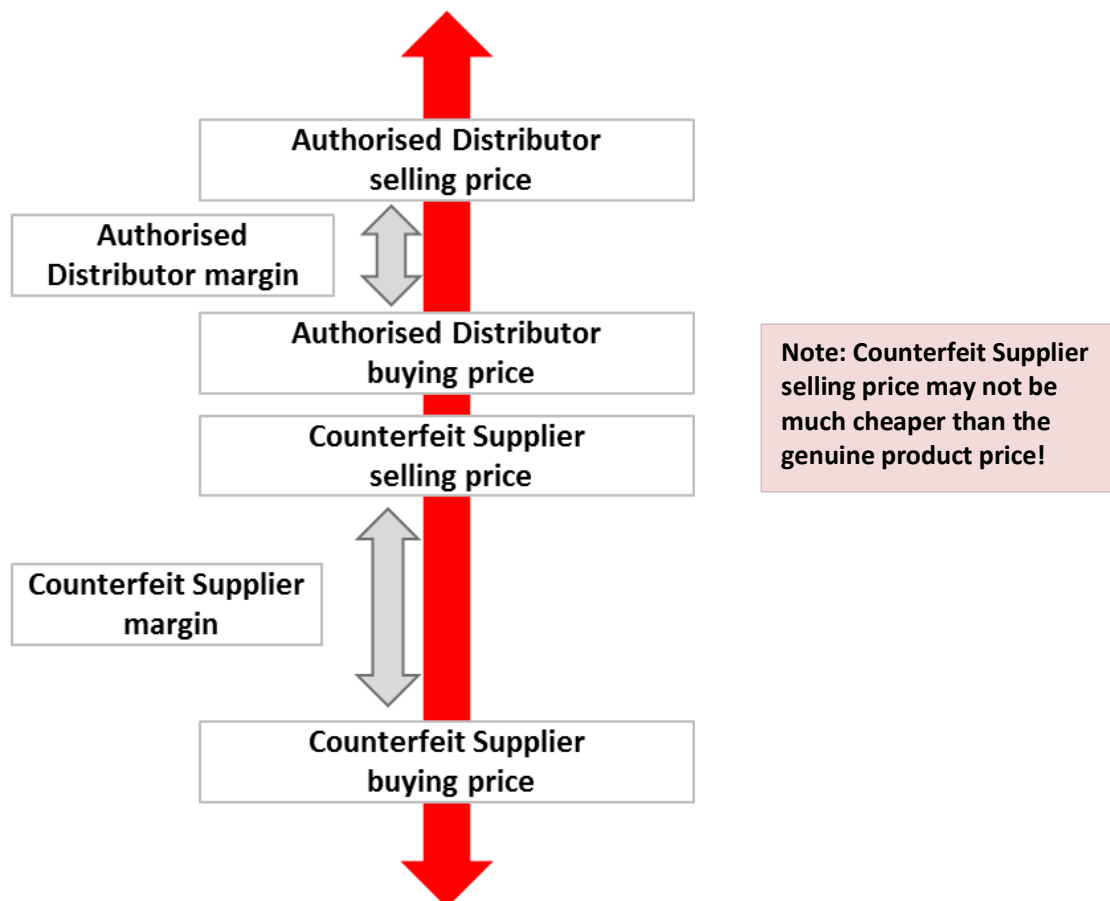 Authorised Distributor
selling price
Authorised
Distributor margin
Authorised Distributor
buying price
Note: Counterfeit Supplier
selling price may not be
much cheaper than the
genuine product price!
Counterfeit Supplier
selling price
Counterfeit Supplier
margin
Counterfeit Supplier
buying price